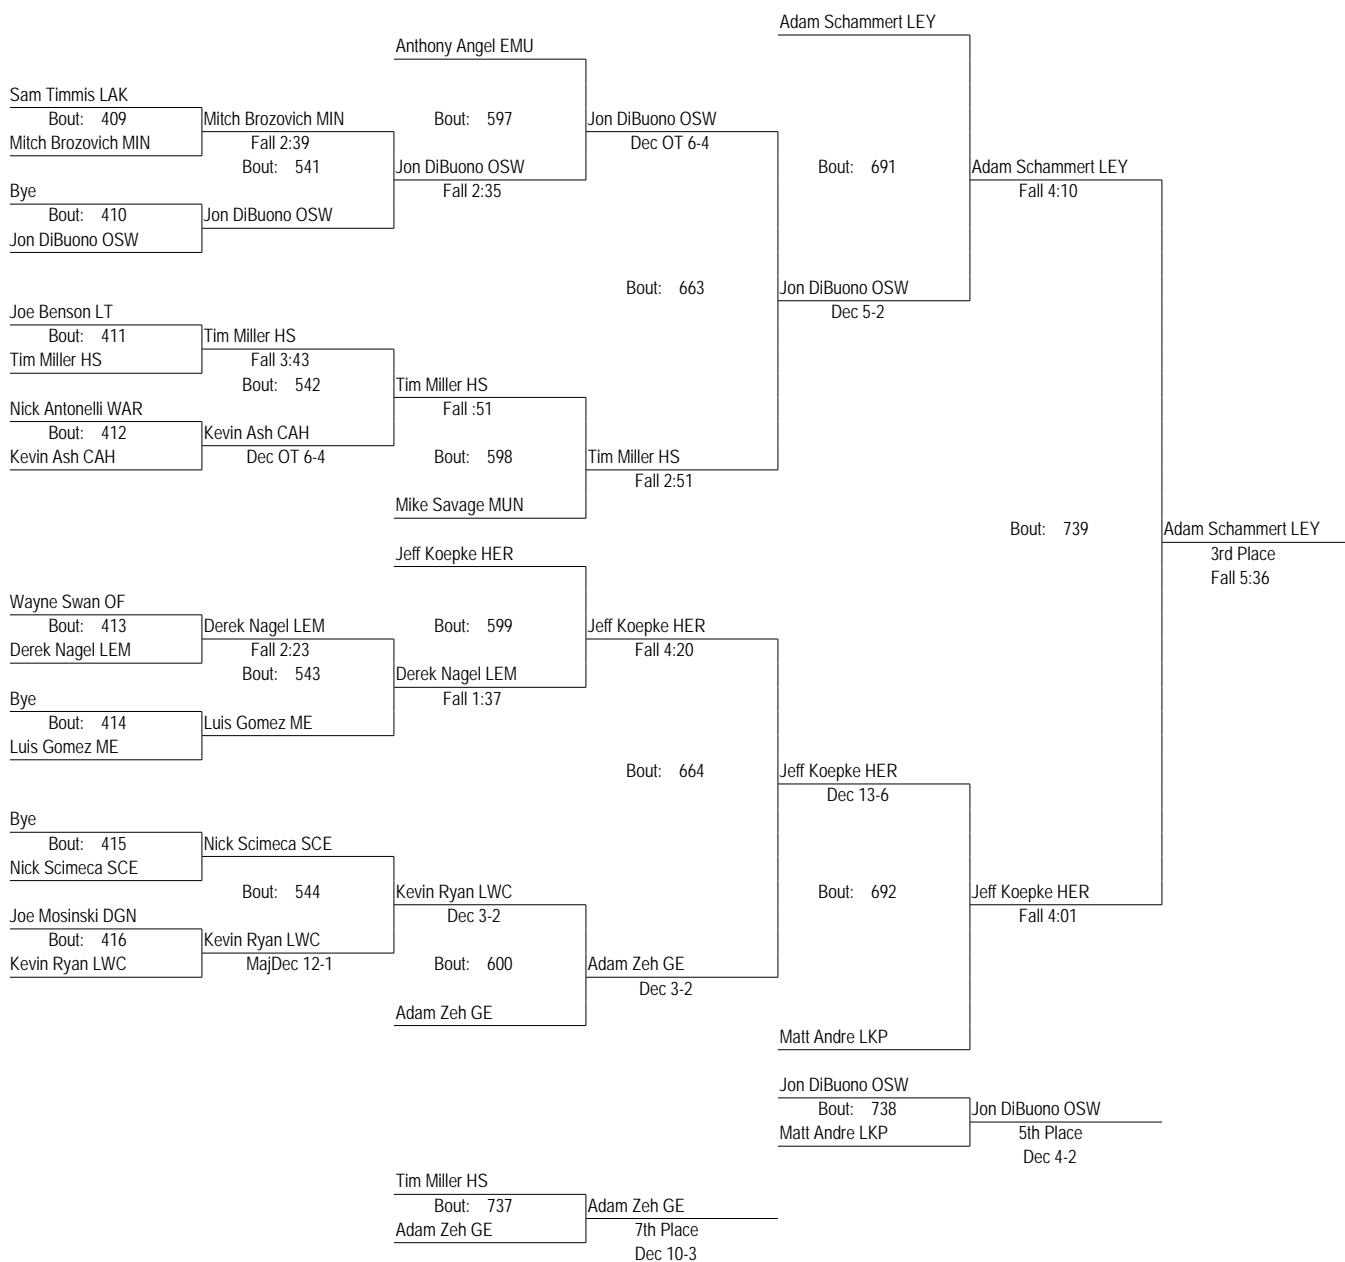 Adam Schammert LEY
Anthony Angel EMU
Sam Timmis LAK
Bout: 409
Mitch Brozovich MIN
Bout: 597
Jon DiBuono OSW
Mitch Brozovich MIN
Fall 2:39
Dec OT 6-4
Bout: 541
Jon DiBuono OSW
Bout: 691
Adam Schammert LEY
Bye
Fall 2:35
Fall 4:10
Bout: 410
Jon DiBuono OSW
Jon DiBuono OSW
Bout: 663
Jon DiBuono OSW
Joe Benson LT
Dec 5-2
Bout: 411
Tim Miller HS
Tim Miller HS
Fall 3:43
Bout: 542
Tim Miller HS
Nick Antonelli WAR
Fall :51
Bout: 412
Kevin Ash CAH
Kevin Ash CAH
Dec OT 6-4
Bout: 598
Tim Miller HS
Fall 2:51
Mike Savage MUN
Bout: 739
Adam Schammert LEY
Jeff Koepke HER
3rd Place
Fall 5:36
Wayne Swan OF
Bout: 413
Derek Nagel LEM
Bout: 599
Jeff Koepke HER
Derek Nagel LEM
Fall 2:23
Fall 4:20
Bout: 543
Derek Nagel LEM
Bye
Fall 1:37
Bout: 414
Luis Gomez ME
Luis Gomez ME
Bout: 664
Jeff Koepke HER
Dec 13-6
Bye
Bout: 415
Nick Scimeca SCE
Nick Scimeca SCE
Bout: 544
Kevin Ryan LWC
Bout: 692
Jeff Koepke HER
Joe Mosinski DGN
Dec 3-2
Fall 4:01
Bout: 416
Kevin Ryan LWC
Kevin Ryan LWC
MajDec 12-1
Bout: 600
Adam Zeh GE
Dec 3-2
Adam Zeh GE
Matt Andre LKP
Jon DiBuono OSW
Bout: 738
Jon DiBuono OSW
Matt Andre LKP
5th Place
Dec 4-2
Tim Miller HS
Bout: 737
Adam Zeh GE
Adam Zeh GE
7th Place
Dec 10-3